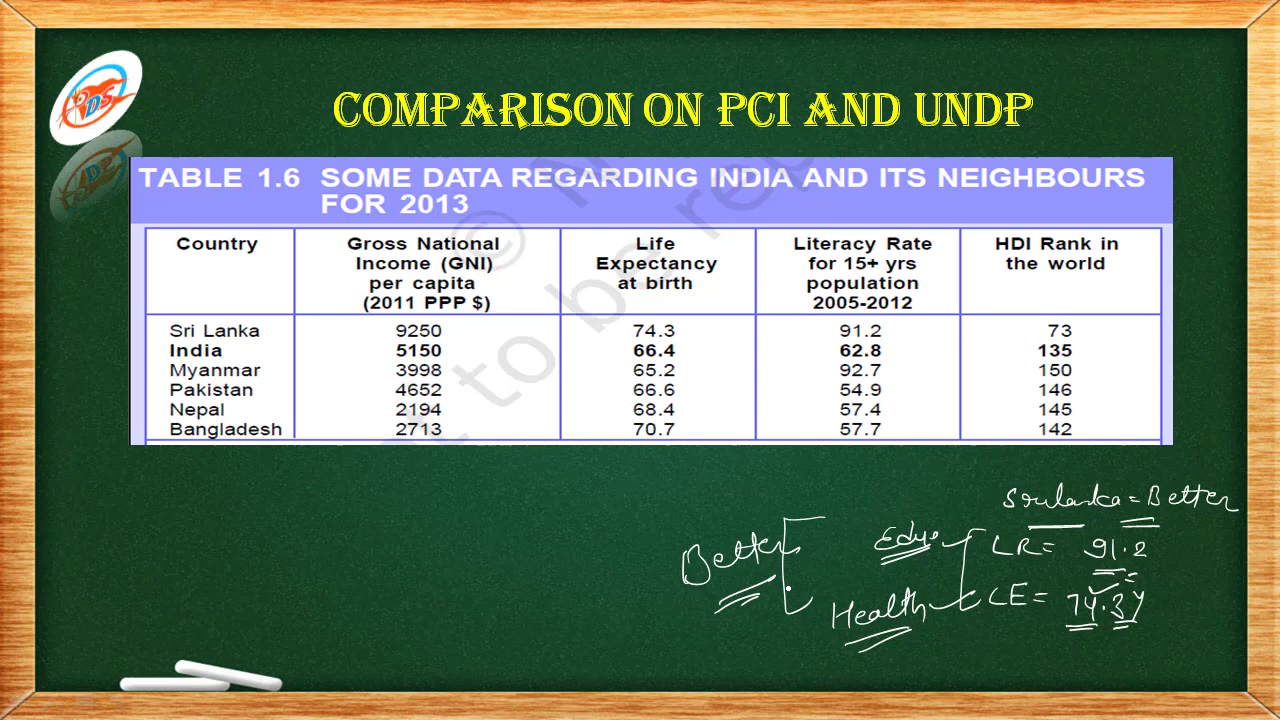 DDS
COMPARISON ON PCI AND UNDP
TABLE 1.6 SOME DATA REGARDING INDIA AND ITS NEIGHBOURS
FOR 2013
Country Gross National Income (GNI) per capita (2011 PPP $) Life Expectancy at birth Literacy Rate for 15+ yrs population 2005-2012 HDI Rank in the world
Sri Lanka 9250 74.3 91.2 73
India 5150 66.4 62.8 135
Myanmar 3998 65.2 92.7 150
Pakistan 4652 66.6 54.9 146
Nepal 2194 68.4 57.4 145
Bangladesh 2713 70.7 57.7 142
Srilanka = Better
Better
LR = 91.2
Health LE = 74.3y